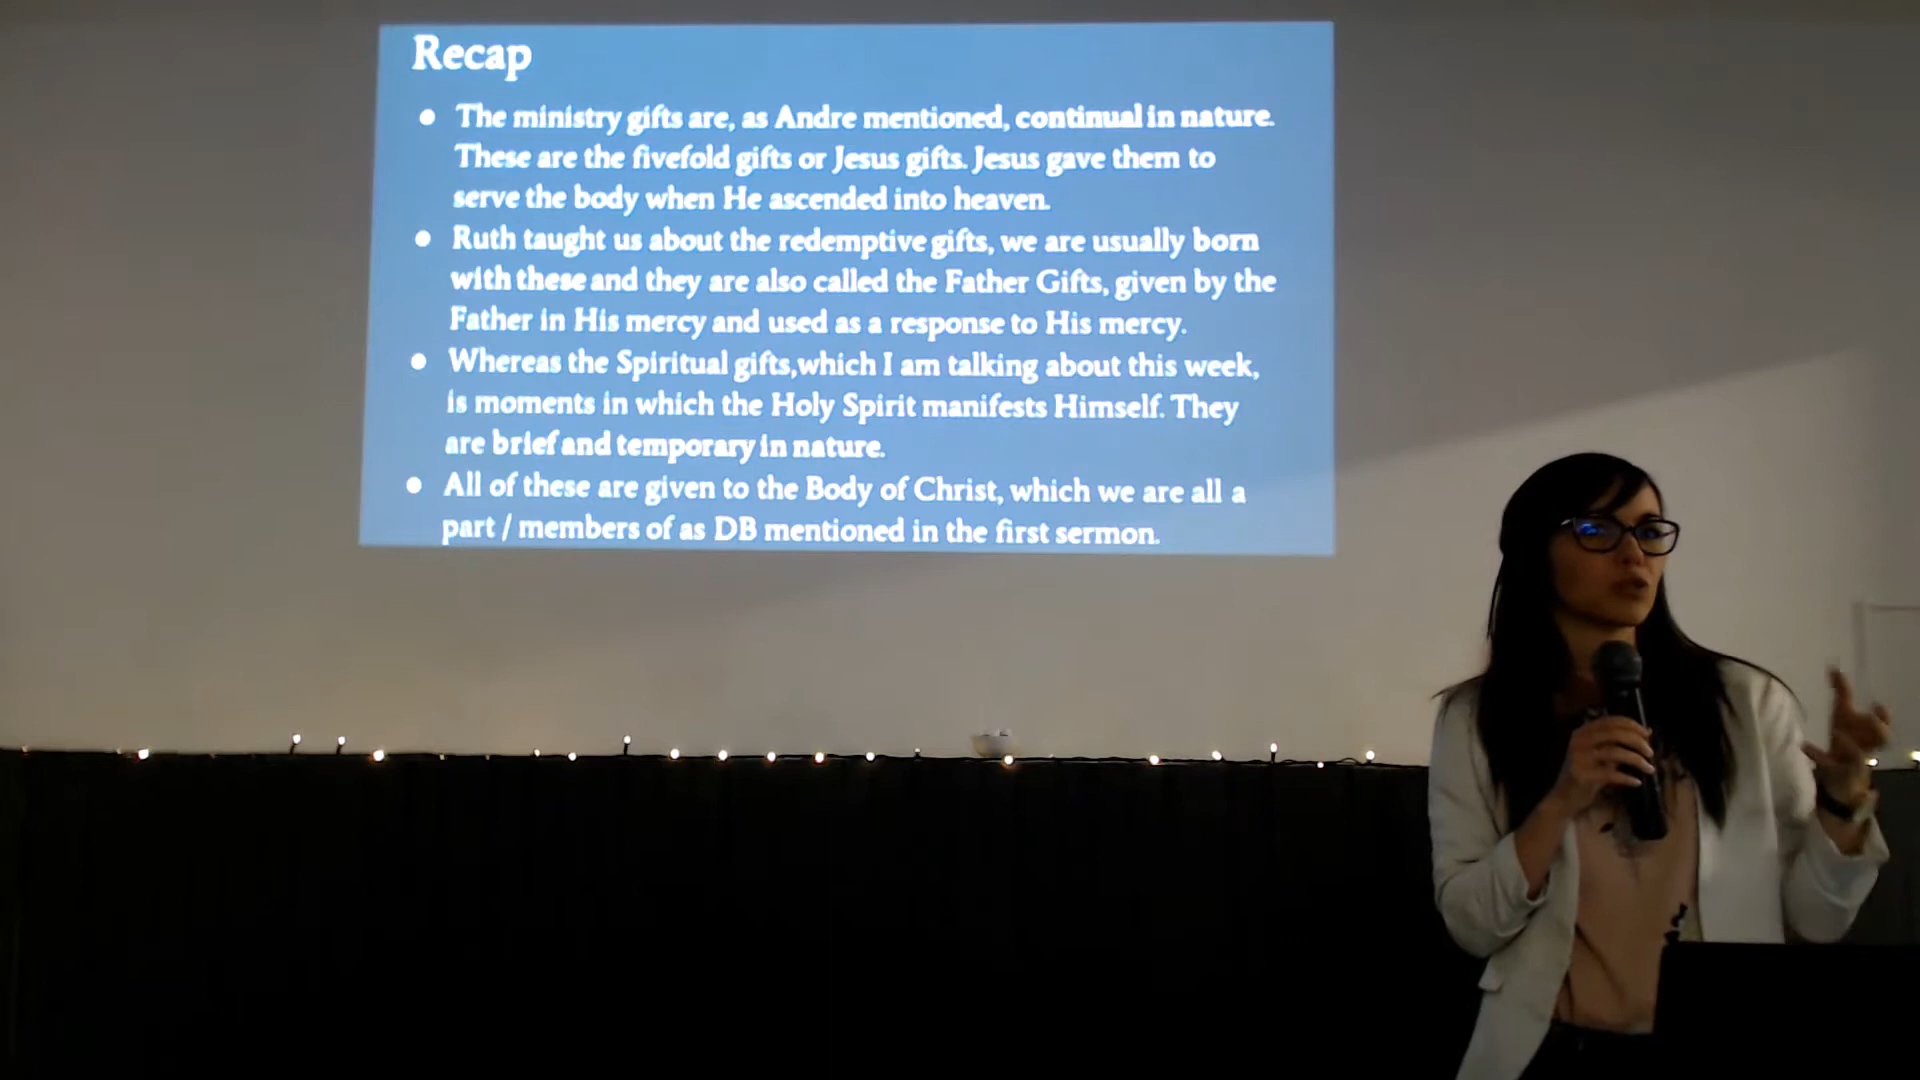 Recap
● The ministry gifts are, as Andre mentioned, continual in nature.
These are the fivefold gifts or Jesus gifts. Jesus gave them to
serve the body when He ascended into heaven.
● Ruth taught us about the redemptive gifts, we are usually born
with these and they are also called the Father Gifts, given by the
Father in His mercy and used as a response to His mercy.
● Whereas the Spiritual gifts,which I am talking about this week,
is moments in which the Holy Spirit manifests Himself. They
are brief and temporary in nature.
● All of these are given to the Body of Christ, which we are all a
part / members of as DB mentioned in the first sermon.